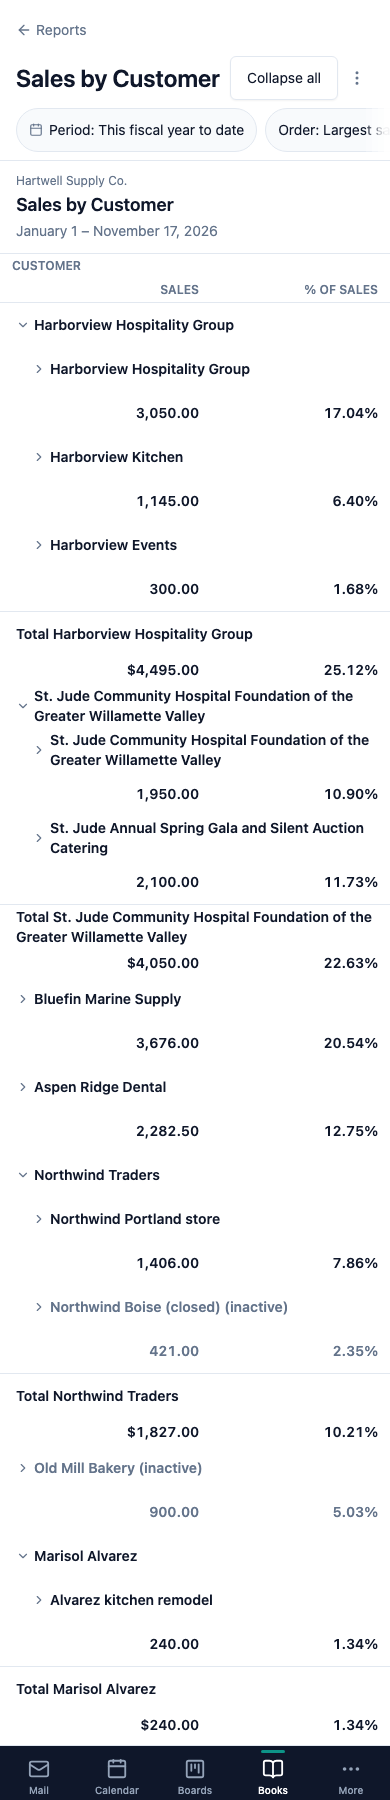 Reports
Sales by Customer
Collapse all
Period: This fiscal year to date
Order: Largest sa
Hartwell Supply Co.
Sales by Customer
January 1 – November 17, 2026
CUSTOMER
SALES % OF SALES
Harborview Hospitality Group
Harborview Hospitality Group
3,050.00 17.04%
Harborview Kitchen
1,145.00 6.40%
Harborview Events
300.00 1.68%
Total Harborview Hospitality Group
$4,495.00 25.12%
St. Jude Community Hospital Foundation of the
Greater Willamette Valley
St. Jude Community Hospital Foundation of the
Greater Willamette Valley
1,950.00 10.90%
St. Jude Annual Spring Gala and Silent Auction
Catering
2,100.00 11.73%
Total St. Jude Community Hospital Foundation of the
Greater Willamette Valley
$4,050.00 22.63%
Bluefin Marine Supply
3,676.00 20.54%
Aspen Ridge Dental
2,282.50 12.75%
Northwind Traders
Northwind Portland store
1,406.00 7.86%
Northwind Boise (closed) (inactive)
421.00 2.35%
Total Northwind Traders
$1,827.00 10.21%
Old Mill Bakery (inactive)
900.00 5.03%
Marisol Alvarez
Alvarez kitchen remodel
240.00 1.34%
Total Marisol Alvarez
$240.00 1.34%
Mail
Calendar
Boards
Books
More